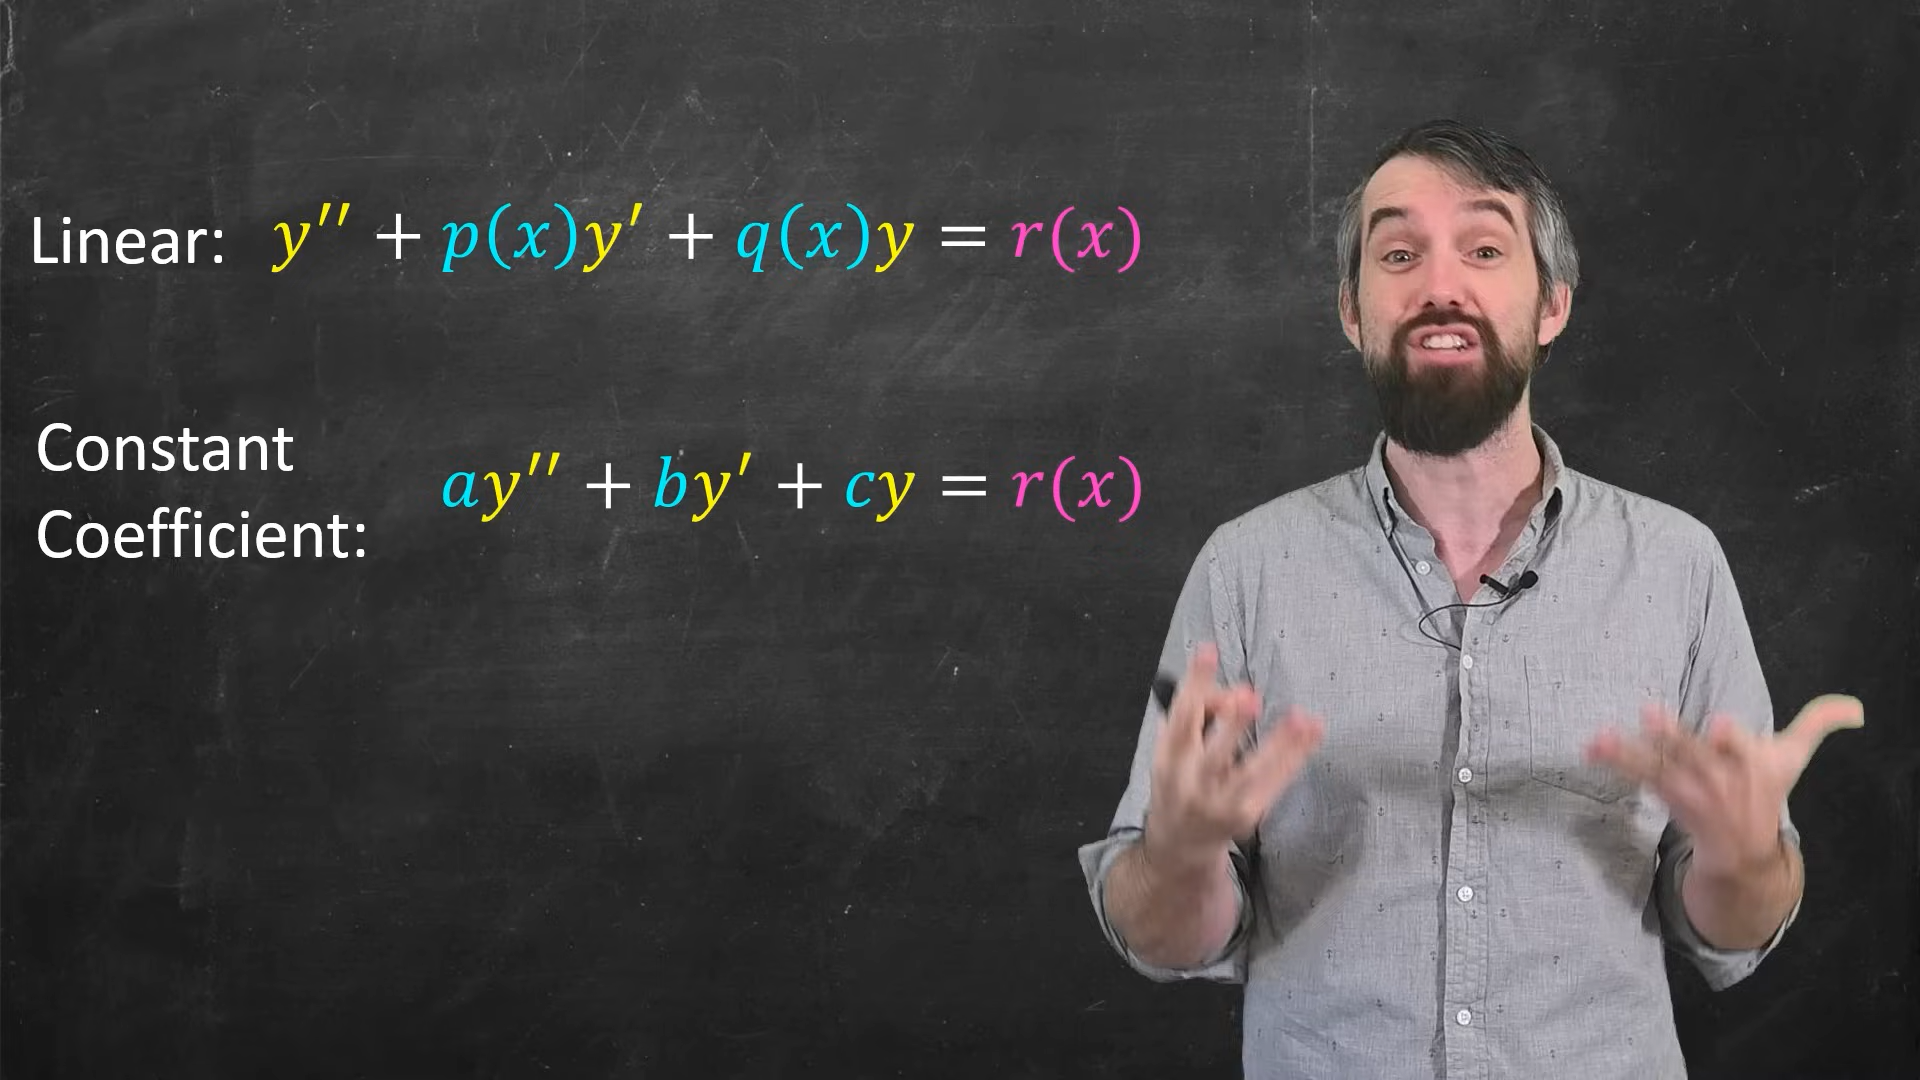 Linear: y′′ + p(x)y′ + q(x)y = r(x)
Constant
Coefficient: ay′′ + by′ + cy = r(x)